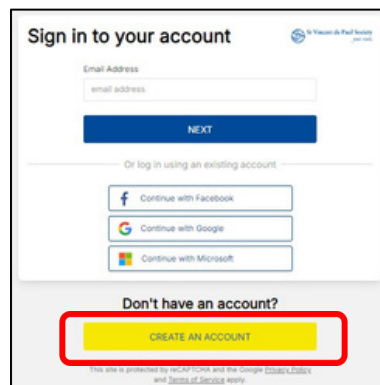 Sign in to your account
St Vincent de Paul Society
good works
Email Address
email address
NEXT
Or log in using an existing account
Continue with Facebook
Continue with Google
Continue with Microsoft
Don't have an account?
CREATE AN ACCOUNT
This site is protected by reCAPTCHA and the Google Privacy Policy
and Terms of Service apply.